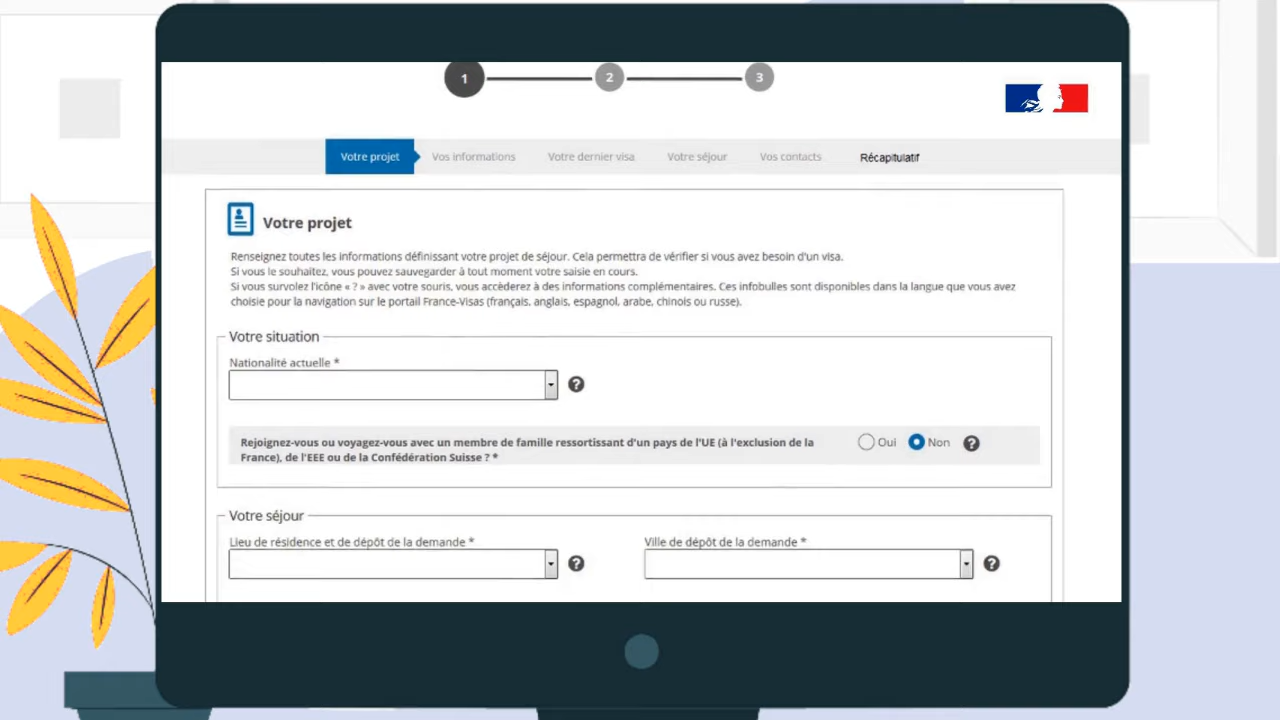 1 2 3
Votre projet Vos informations Votre dernier visa Votre séjour Vos contacts Récapitulatif
Votre projet
Renseignez toutes les informations définissant votre projet de séjour. Cela permettra de vérifier si vous avez besoin d'un visa.
Si vous le souhaitez, vous pouvez sauvegarder à tout moment votre saisie en cours.
Si vous survolez l'icône « ? » avec votre souris, vous accèderez à des informations complémentaires. Ces infobulles sont disponibles dans la langue que vous avez
choisie pour la navigation sur le portail France-Visas (français, anglais, espagnol, arabe, chinois ou russe).
Votre situation
Nationalité actuelle *
?
Rejoignez-vous ou voyagez-vous avec un membre de famille ressortissant d'un pays de l'UE (à l'exclusion de la
France), de l'EEE ou de la Confédération Suisse ? *
Oui Non ?
Votre séjour
Lieu de résidence et de dépôt de la demande * Ville de dépôt de la demande *
? ?